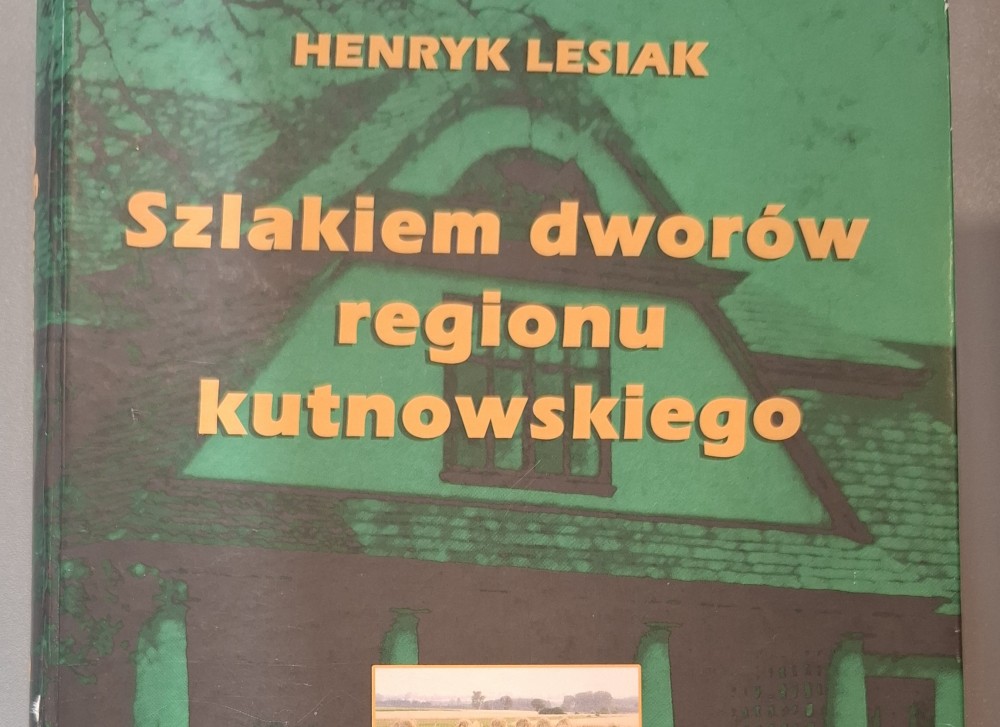 HENRYK LESIAK
Szlakiem dworów
regionu
kutnowskiego